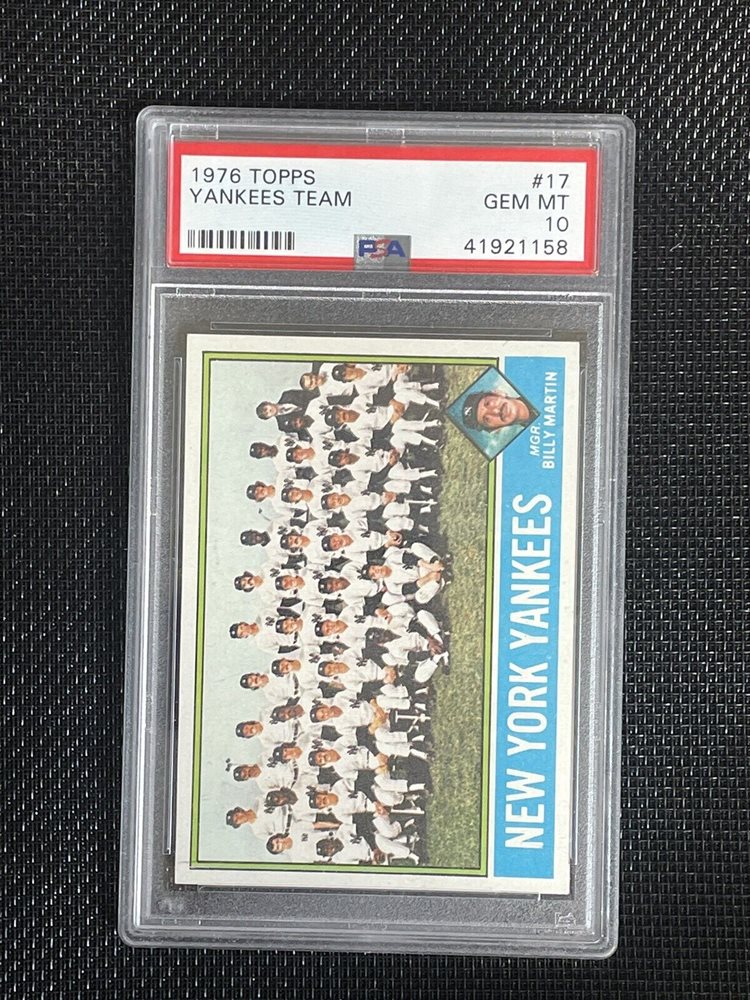 1976 TOPPS #17
YANKEES TEAM GEM MT
10
PSA 41921158
MGR.
BILLY MARTIN
NEW YORK YANKEES